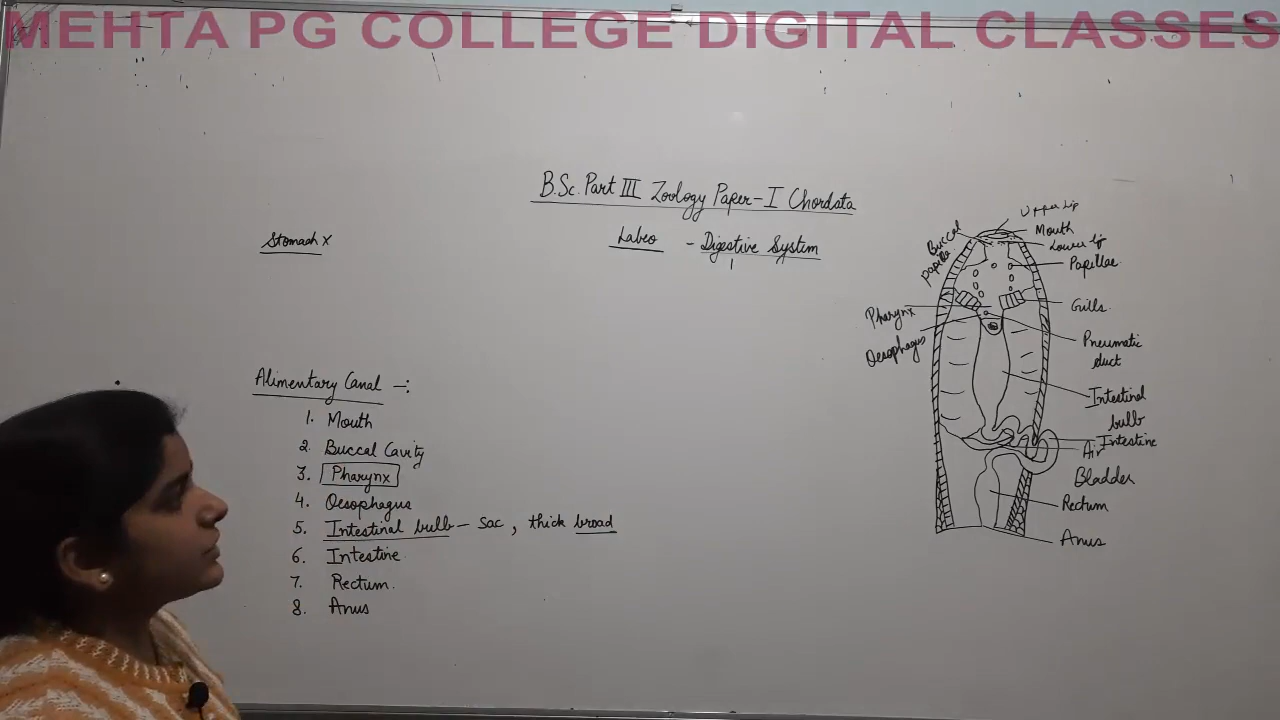 MEHTA PG COLLEGE DIGITAL CLASSES
B.Sc. Part III Zoology Paper-I Chordata
Labeo - Digestive System
Stomach X
Alimentary Canal -:
1. Mouth
2. Buccal Cavity
3. Pharynx
4. Oesophagus
5. Intestinal bulb - Sac, thick broad
6. Intestine
7. Rectum.
8. Anus
Upper lip
Mouth
Lower lip
Papillae
Buccal
papilla
Gills
Pharynx
Oesophagus
Pneumatic
duct
Intestinal
bulb
Intestine
Air
Bladder
Rectum
Anus